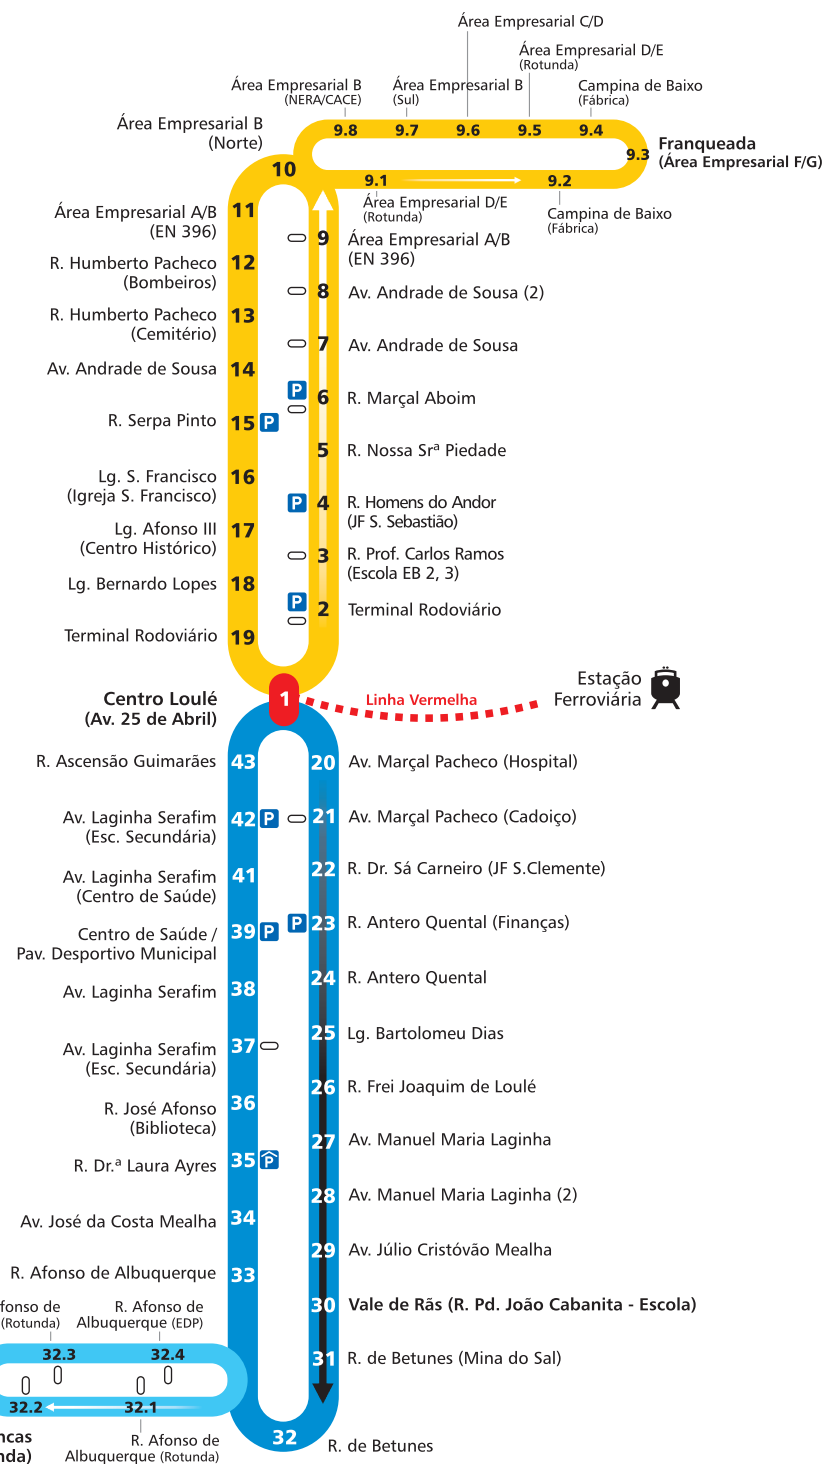 Área Empresarial C/D
Área Empresarial D/E
(Rotunda)
Área Empresarial B
(NERA/CACE)
Área Empresarial B
(Sul)
Campina de Baixo
(Fábrica)
Área Empresarial B
(Norte)
9.8
9.7
9.6
9.5
9.4
9.3
Franqueada
(Área Empresarial F/G)
10
9.1
9.2
Área Empresarial D/E
(Rotunda)
Campina de Baixo
(Fábrica)
Área Empresarial A/B
(EN 396)
11
9
Área Empresarial A/B
(EN 396)
R. Humberto Pacheco
(Bombeiros)
12
8
Av. Andrade de Sousa (2)
R. Humberto Pacheco
(Cemitério)
13
7
Av. Andrade de Sousa
Av. Andrade de Sousa
14
P
6
R. Marçal Aboim
R. Serpa Pinto
15
P
5
R. Nossa Srª Piedade
Lg. S. Francisco
(Igreja S. Francisco)
16
P
4
R. Homens do Andor
(JF S. Sebastião)
Lg. Afonso III
(Centro Histórico)
17
3
R. Prof. Carlos Ramos
(Escola EB 2, 3)
Lg. Bernardo Lopes
18
P
2
Terminal Rodoviário
Terminal Rodoviário
19
Centro Loulé
(Av. 25 de Abril)
1
Linha Vermelha
Estação
Ferroviária
R. Ascensão Guimarães
43
20
Av. Marçal Pacheco (Hospital)
Av. Laginha Serafim
(Esc. Secundária)
42
P
21
Av. Marçal Pacheco (Cadoiço)
Av. Laginha Serafim
(Centro de Saúde)
41
22
R. Dr. Sá Carneiro (JF S.Clemente)
Centro de Saúde /
Pav. Desportivo Municipal
39
P
P
23
R. Antero Quental (Finanças)
Av. Laginha Serafim
38
24
R. Antero Quental
Av. Laginha Serafim
(Esc. Secundária)
37
25
Lg. Bartolomeu Dias
R. José Afonso
(Biblioteca)
36
26
R. Frei Joaquim de Loulé
R. Dr.ª Laura Ayres
35
P
27
Av. Manuel Maria Laginha
Av. José da Costa Mealha
34
28
Av. Manuel Maria Laginha (2)
R. Afonso de Albuquerque
33
29
Av. Júlio Cristóvão Mealha
30
Vale de Rãs (R. Pd. João Cabanita - Escola)
fonso de
(Rotunda)
R. Afonso de
Albuquerque (EDP)
32.3
32.4
31
R. de Betunes (Mina do Sal)
32.2
32.1
ncas
nda)
R. Afonso de
Albuquerque (Rotunda)
32
R. de Betunes